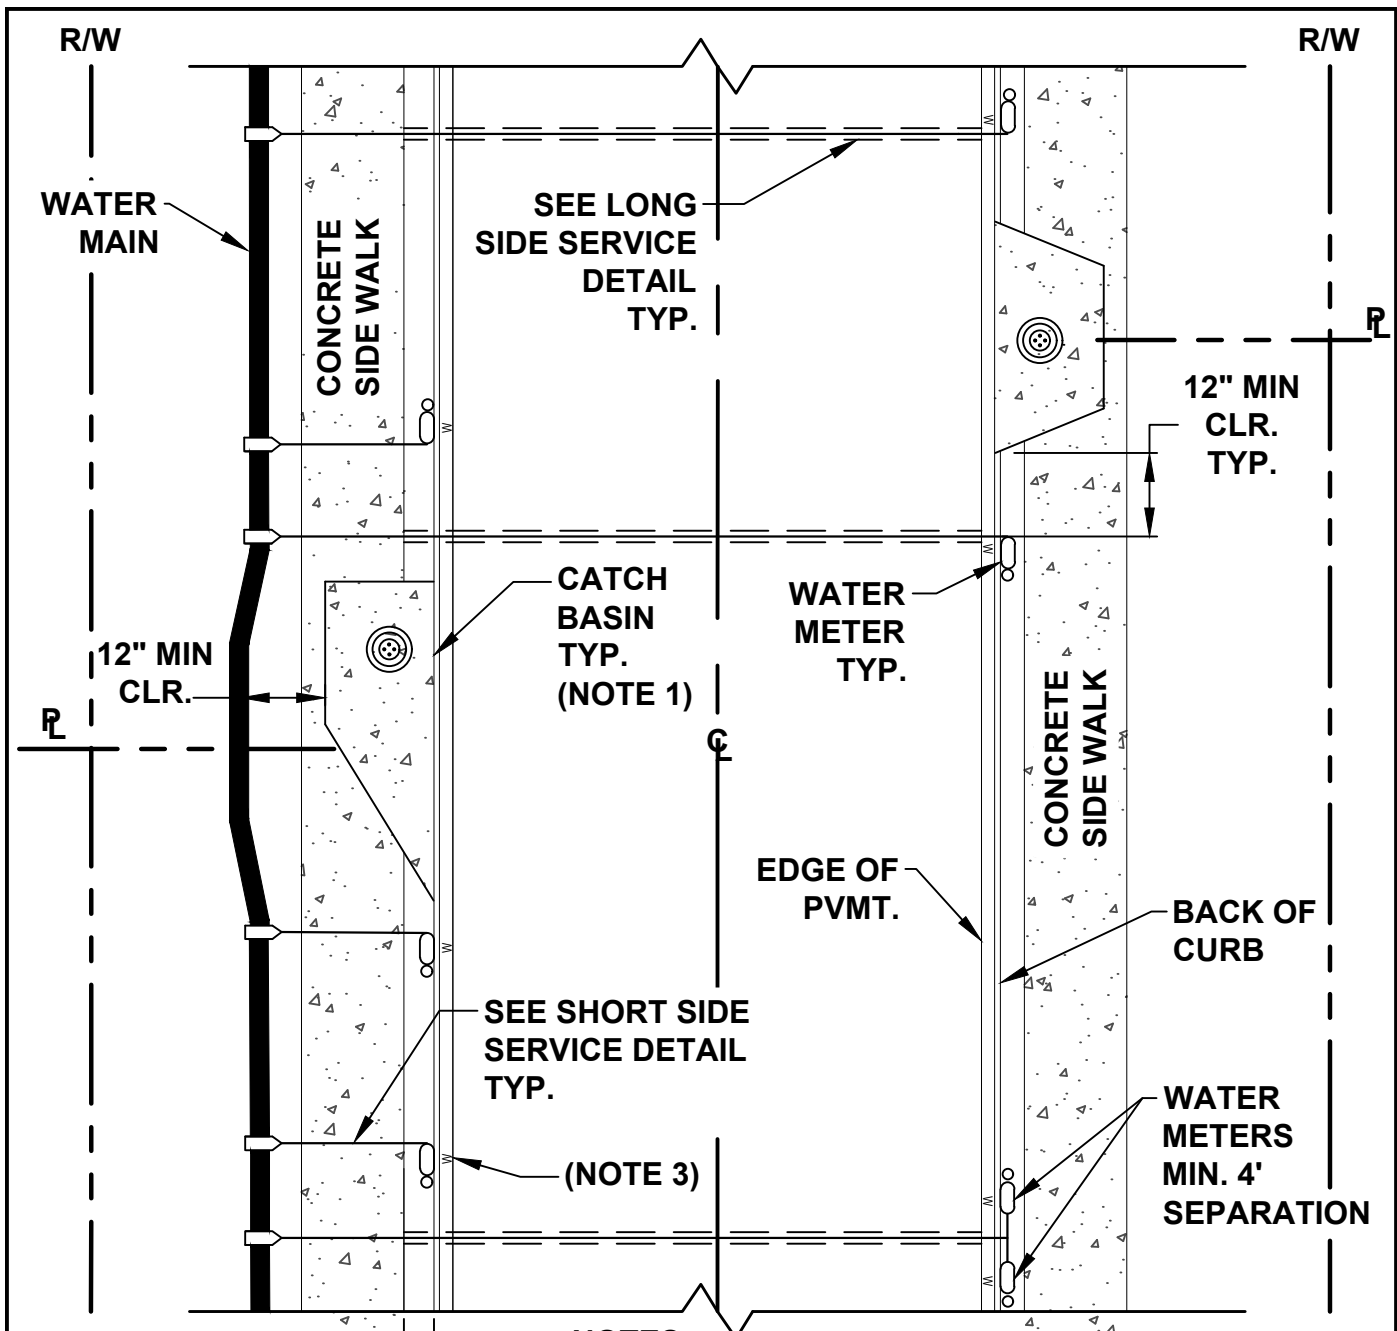 R/W
R/W
WATER
MAIN
CONCRETE
SIDE WALK
SEE LONG
SIDE SERVICE
DETAIL
TYP.
W
W
PL
12" MIN
CLR.
TYP.
W
W
CATCH
BASIN
TYP.
(NOTE 1)
WATER
METER
TYP.
12" MIN
CLR.
PL
CL
CONCRETE
SIDE WALK
EDGE OF
PVMT.
BACK OF
CURB
W
SEE SHORT SIDE
SERVICE DETAIL
TYP.
(NOTE 3)
W
WATER
METERS
MIN. 4'
SEPARATION
W
NOTES